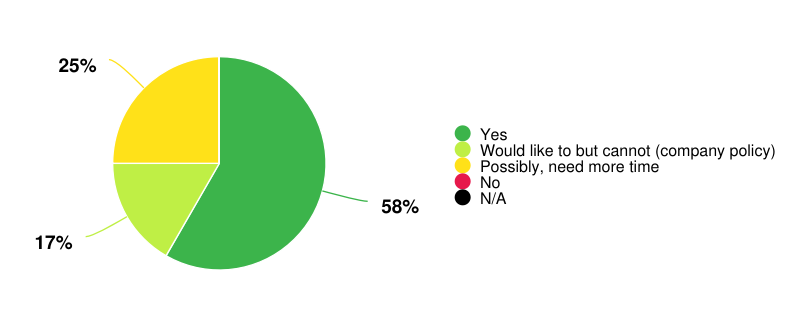 25%
17%
58%
Yes
Would like to but cannot (company policy)
Possibly, need more time
No
N/A